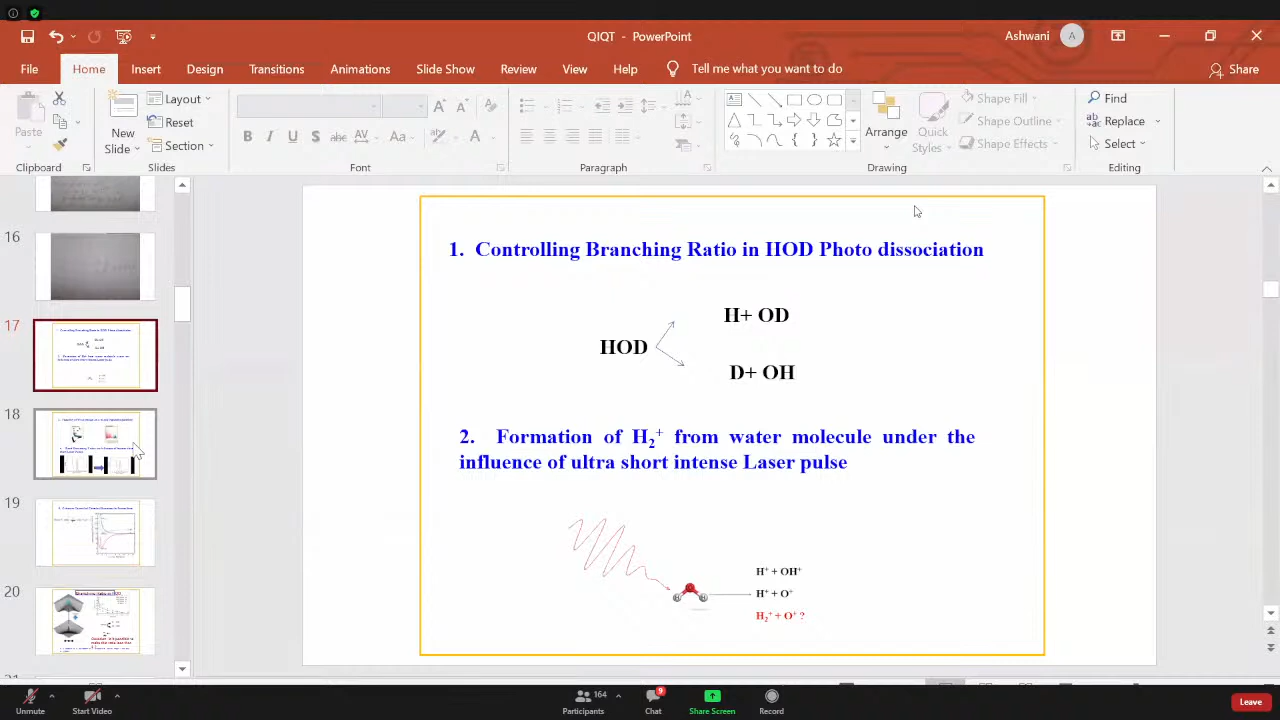 QIQT - PowerPoint
Ashwani
A
File Home Insert Design Transitions Animations Slide Show Review View Help Tell me what you want to do
Share
Paste
New
Slide
Layout
Reset
Section
B I U S abc AV Aa A
Arrange
Quick
Styles
Shape Fill
Shape Outline
Shape Effects
Find
Replace
Select
Clipboard Slides Font Paragraph Drawing Editing
16
17
18
19
20
1. Controlling Branching Ratio in HOD Photo dissociation
H+ OD
HOD
D+ OH
2. Formation of H₂⁺ from water molecule under the
influence of ultra short intense Laser pulse
H⁺ + OH⁺
H⁺ + O⁺
H₂⁺ + O⁺ ?
H H
Unmute
Start Video
164
Participants
9
Chat
Share Screen
Record
Leave